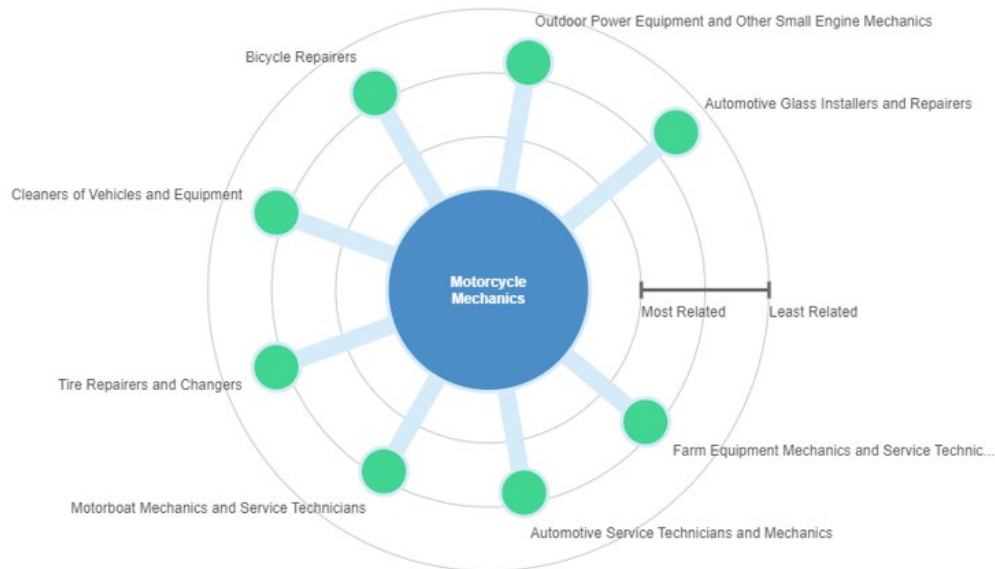 Outdoor Power Equipment and Other Small Engine Mechanics
Bicycle Repairers
Automotive Glass Installers and Repairers
Cleaners of Vehicles and Equipment
Motorcycle
Mechanics
Most Related
Least Related
Tire Repairers and Changers
Farm Equipment Mechanics and Service Technic...
Motorboat Mechanics and Service Technicians
Automotive Service Technicians and Mechanics